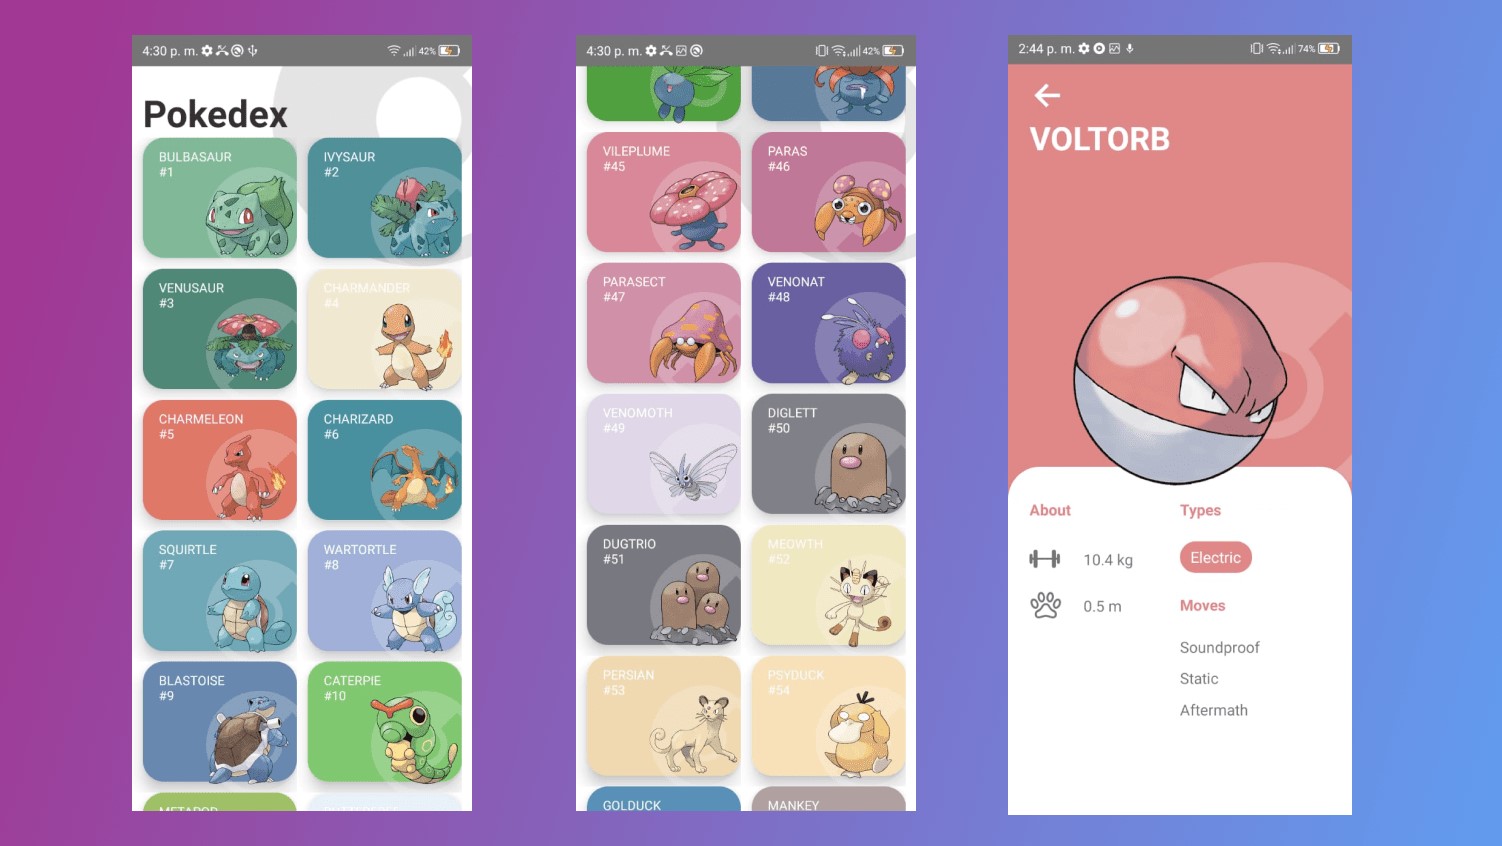 4:30 p. m.
42%
Pokedex
BULBASAUR
#1
IVYSAUR
#2
VENUSAUR
#3
CHARMANDER
#4
CHARMELEON
#5
CHARIZARD
#6
SQUIRTLE
#7
WARTORTLE
#8
BLASTOISE
#9
CATERPIE
#10
METAPOD
4:30 p. m.
42%
VILEPLUME
#45
PARAS
#46
PARASECT
#47
VENONAT
#48
VENOMOTH
#49
DIGLETT
#50
DUGTRIO
#51
MEOWTH
#52
PERSIAN
#53
PSYDUCK
#54
GOLDUCK
MANKEY
2:44 p. m.
74%
VOLTORB
About
10.4 kg
0.5 m
Types
Electric
Moves
Soundproof
Static
Aftermath